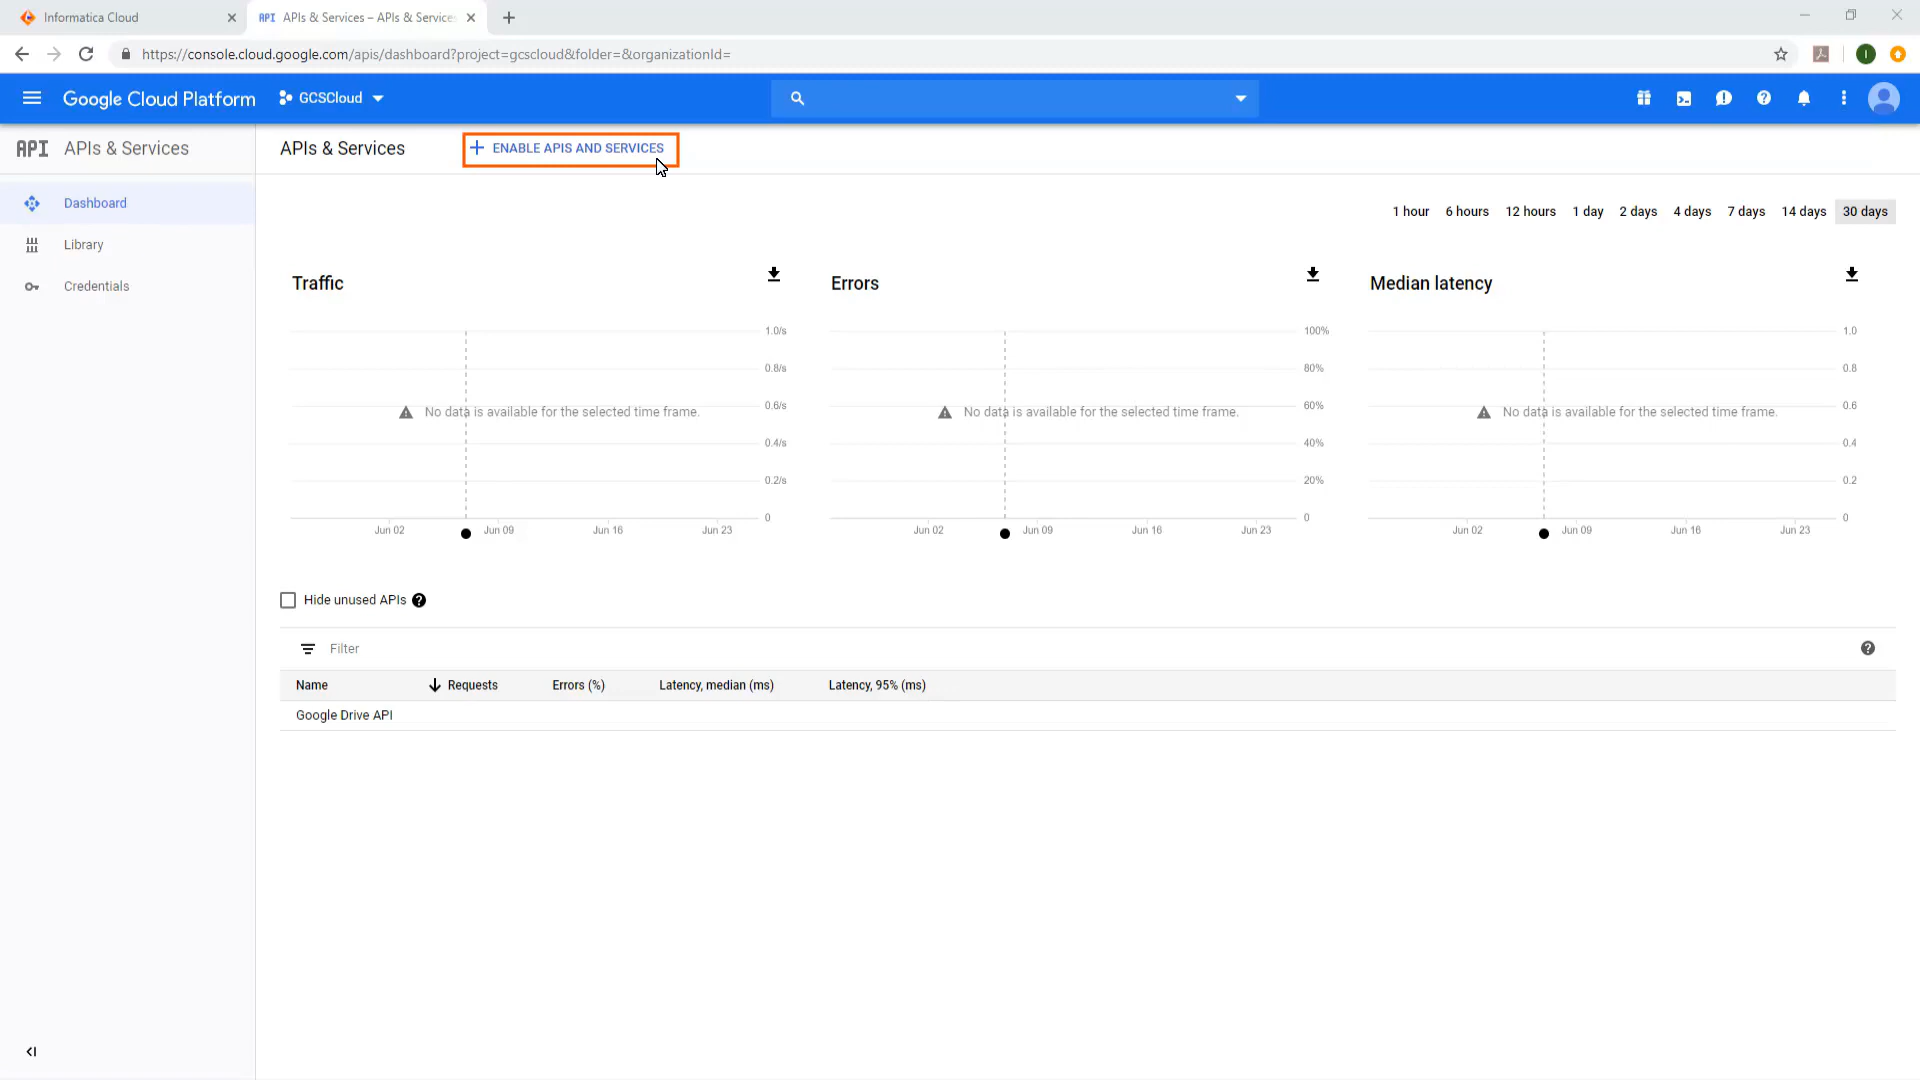 Informatica Cloud
API APIs & Services – APIs & Services
https://console.cloud.google.com/apis/dashboard?project=gcscloud&folder=&organizationId=
I
Google Cloud Platform
GCSCloud
API APIs & Services
APIs & Services
ENABLE APIS AND SERVICES
Dashboard
Library
Credentials
1 hour 6 hours 12 hours 1 day 2 days 4 days 7 days 14 days 30 days
Traffic
1.0/s
0.8/s
0.6/s
No data is available for the selected time frame.
0.4/s
0.2/s
0
Jun 02 Jun 09 Jun 16 Jun 23
Errors
100%
80%
60%
No data is available for the selected time frame.
40%
20%
0
Jun 02 Jun 09 Jun 16 Jun 23
Median latency
1.0
0.8
0.6
No data is available for the selected time frame.
0.4
0.2
0
Jun 02 Jun 09 Jun 16 Jun 23
Hide unused APIs
Filter
Name Requests Errors (%) Latency, median (ms) Latency, 95% (ms)
Google Drive API